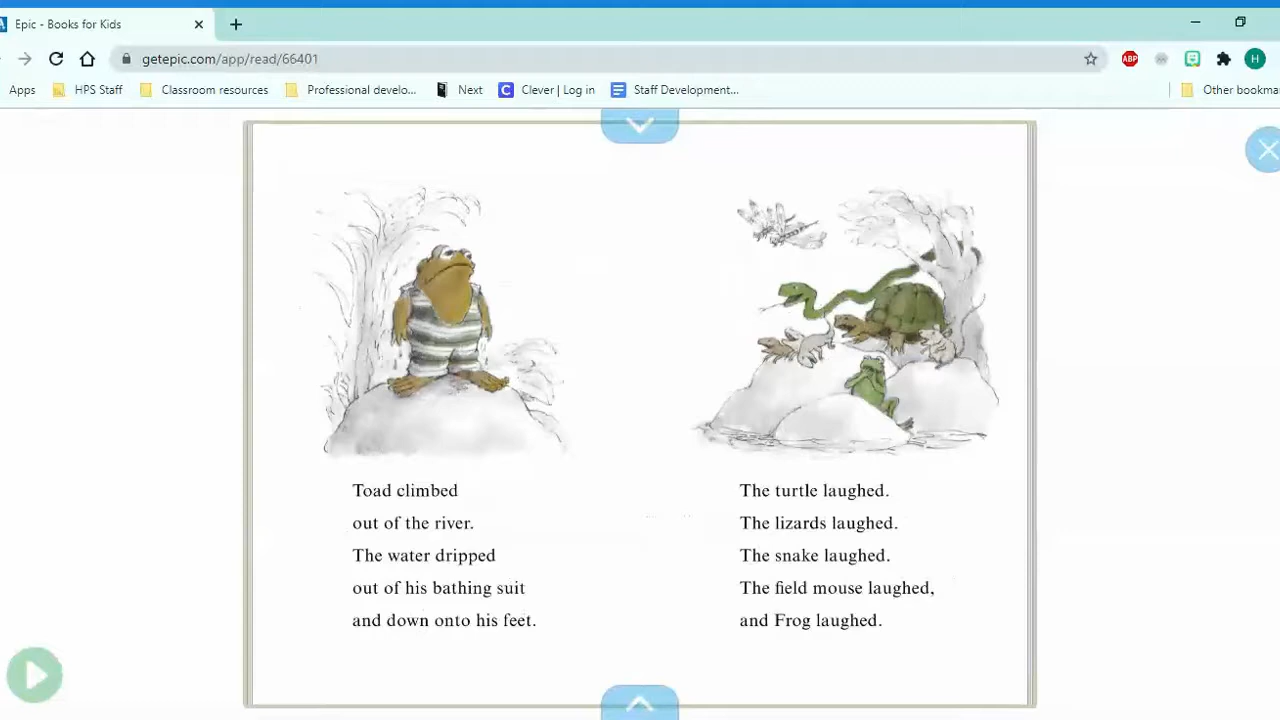 Epic - Books for Kids
getepic.com/app/read/66401
ABP
H
Apps
HPS Staff
Classroom resources
Professional develo...
Next
C
Clever | Log in
Staff Development...
Other bookma
Toad climbed
out of the river.
The water dripped
out of his bathing suit
and down onto his feet.
The turtle laughed.
The lizards laughed.
The snake laughed.
The field mouse laughed,
and Frog laughed.